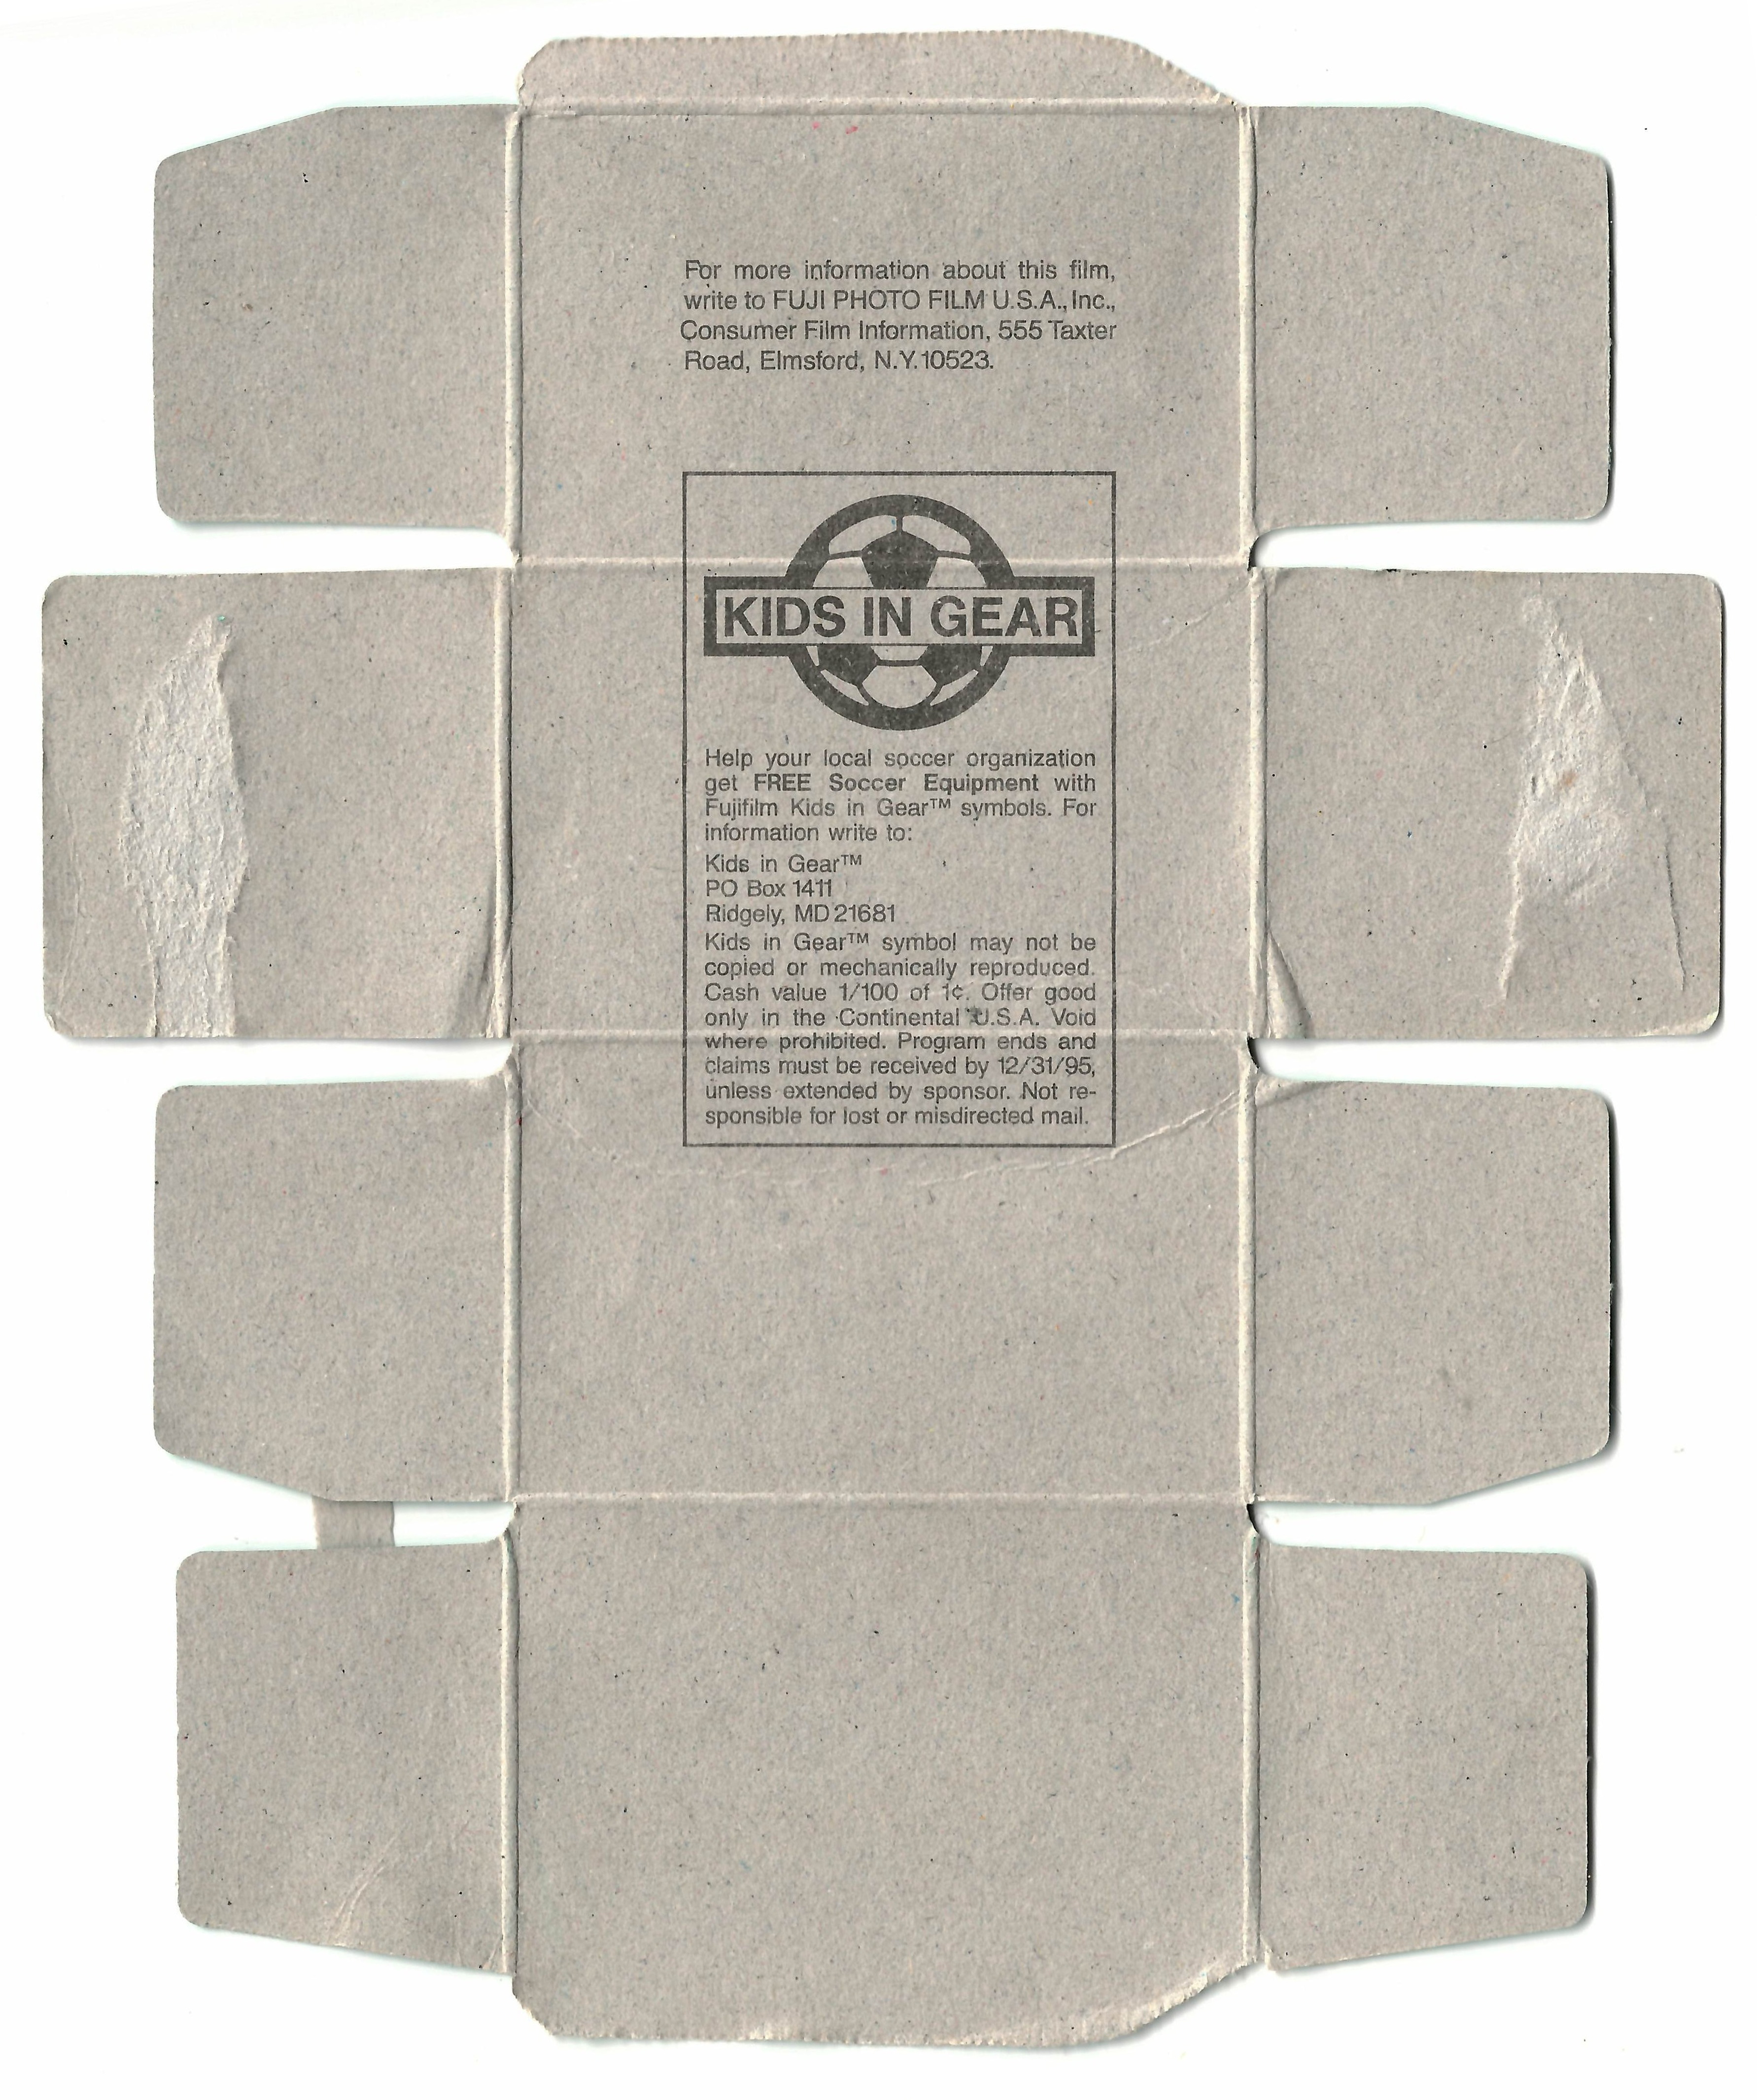 For more information about this film,
write to FUJI PHOTO FILM U.S.A., Inc.,
Consumer Film Information, 555 Taxter
Road, Elmsford, N.Y. 10523.
KIDS IN GEAR
Help your local soccer organization
get FREE Soccer Equipment with
Fujifilm Kids in Gear™ symbols. For
information write to:
Kids in Gear™
PO Box 1411
Ridgely, MD 21681
Kids in Gear™ symbol may not be
copied or mechanically reproduced.
Cash value 1/100 of 1¢. Offer good
only in the Continental U.S.A. Void
where prohibited. Program ends and
claims must be received by 12/31/95,
unless extended by sponsor. Not re-
sponsible for lost or misdirected mail.